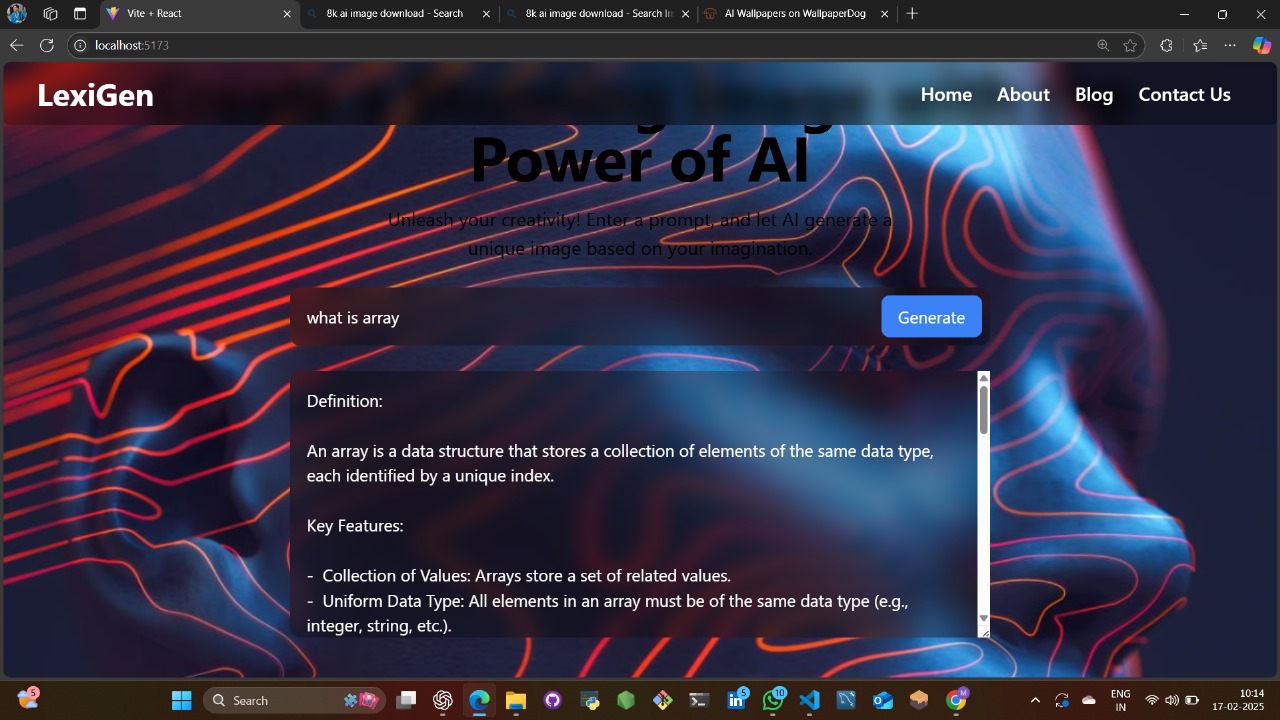 Vite + React
8k ai image download - Search
8k ai image download - Search Im
AI Wallpapers on WallpaperDog
localhost:5173
LexiGen
Home
About
Blog
Contact Us
Power of AI
Unleash your creativity! Enter a prompt, and let AI generate a
unique image based on your imagination.
what is array
Generate
Definition:
An array is a data structure that stores a collection of elements of the same data type,
each identified by a unique index.
Key Features:
- Collection of Values: Arrays store a set of related values.
- Uniform Data Type: All elements in an array must be of the same data type (e.g.,
integer, string, etc.).
5
Search
5
10
M
ENG
IN
10:14
17-02-2025